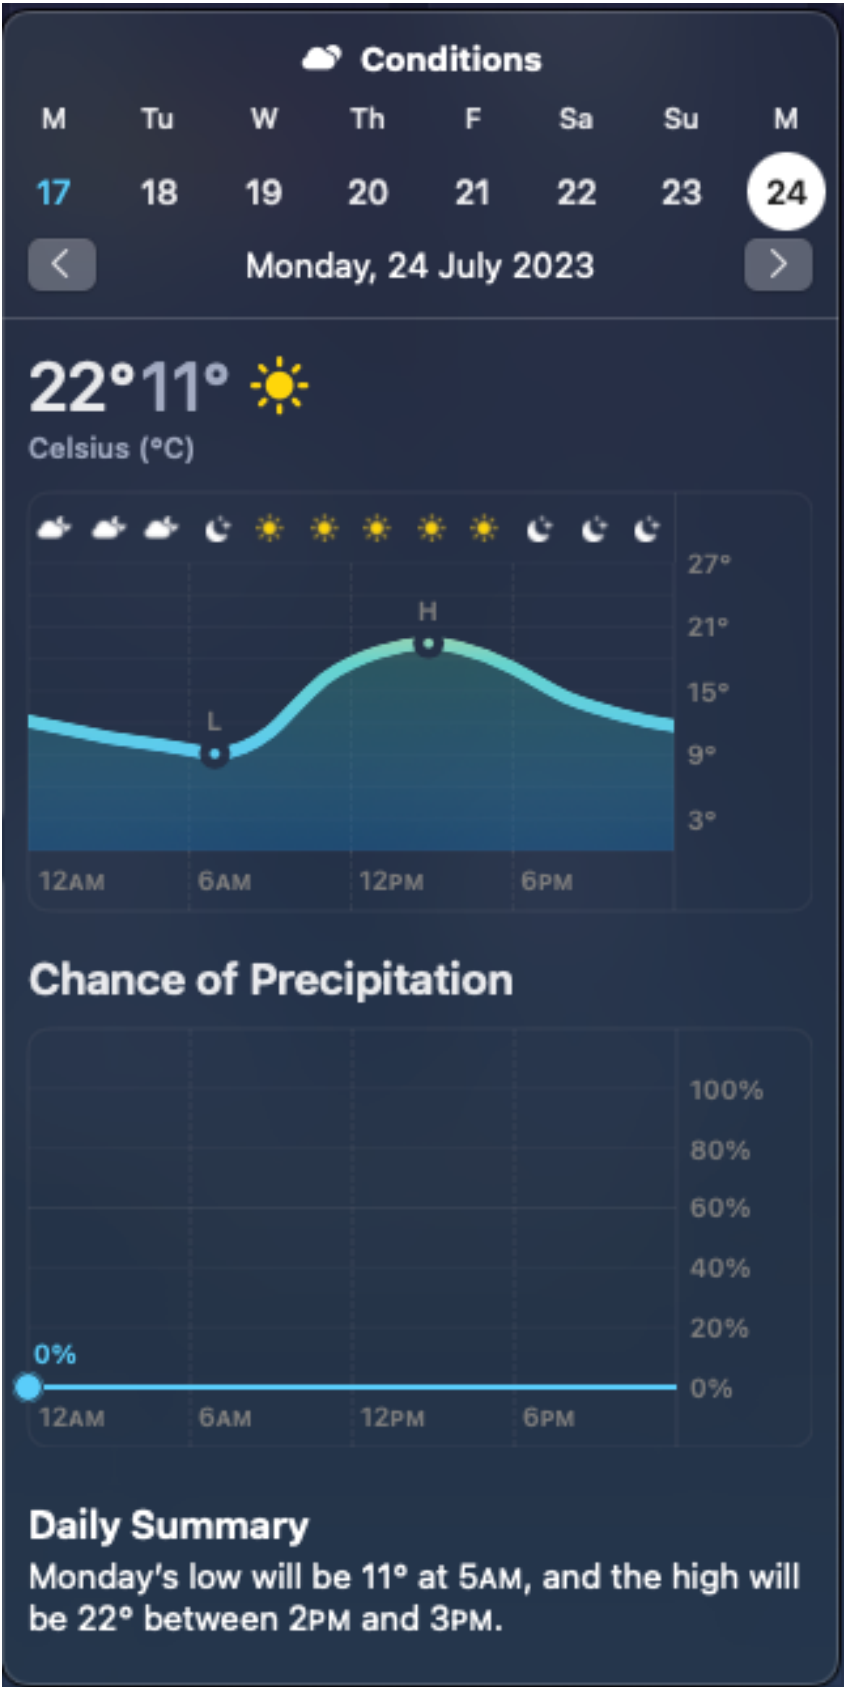 Conditions
M Tu W Th F Sa Su M
17 18 19 20 21 22 23 24
Monday, 24 July 2023
22° 11°
Celsius (°C)
27°
H
21°
15°
L
9°
3°
12AM 6AM 12PM 6PM
Chance of Precipitation
100%
80%
60%
40%
20%
0%
0%
12AM 6AM 12PM 6PM
Daily Summary
Monday's low will be 11° at 5AM, and the high will
be 22° between 2PM and 3PM.